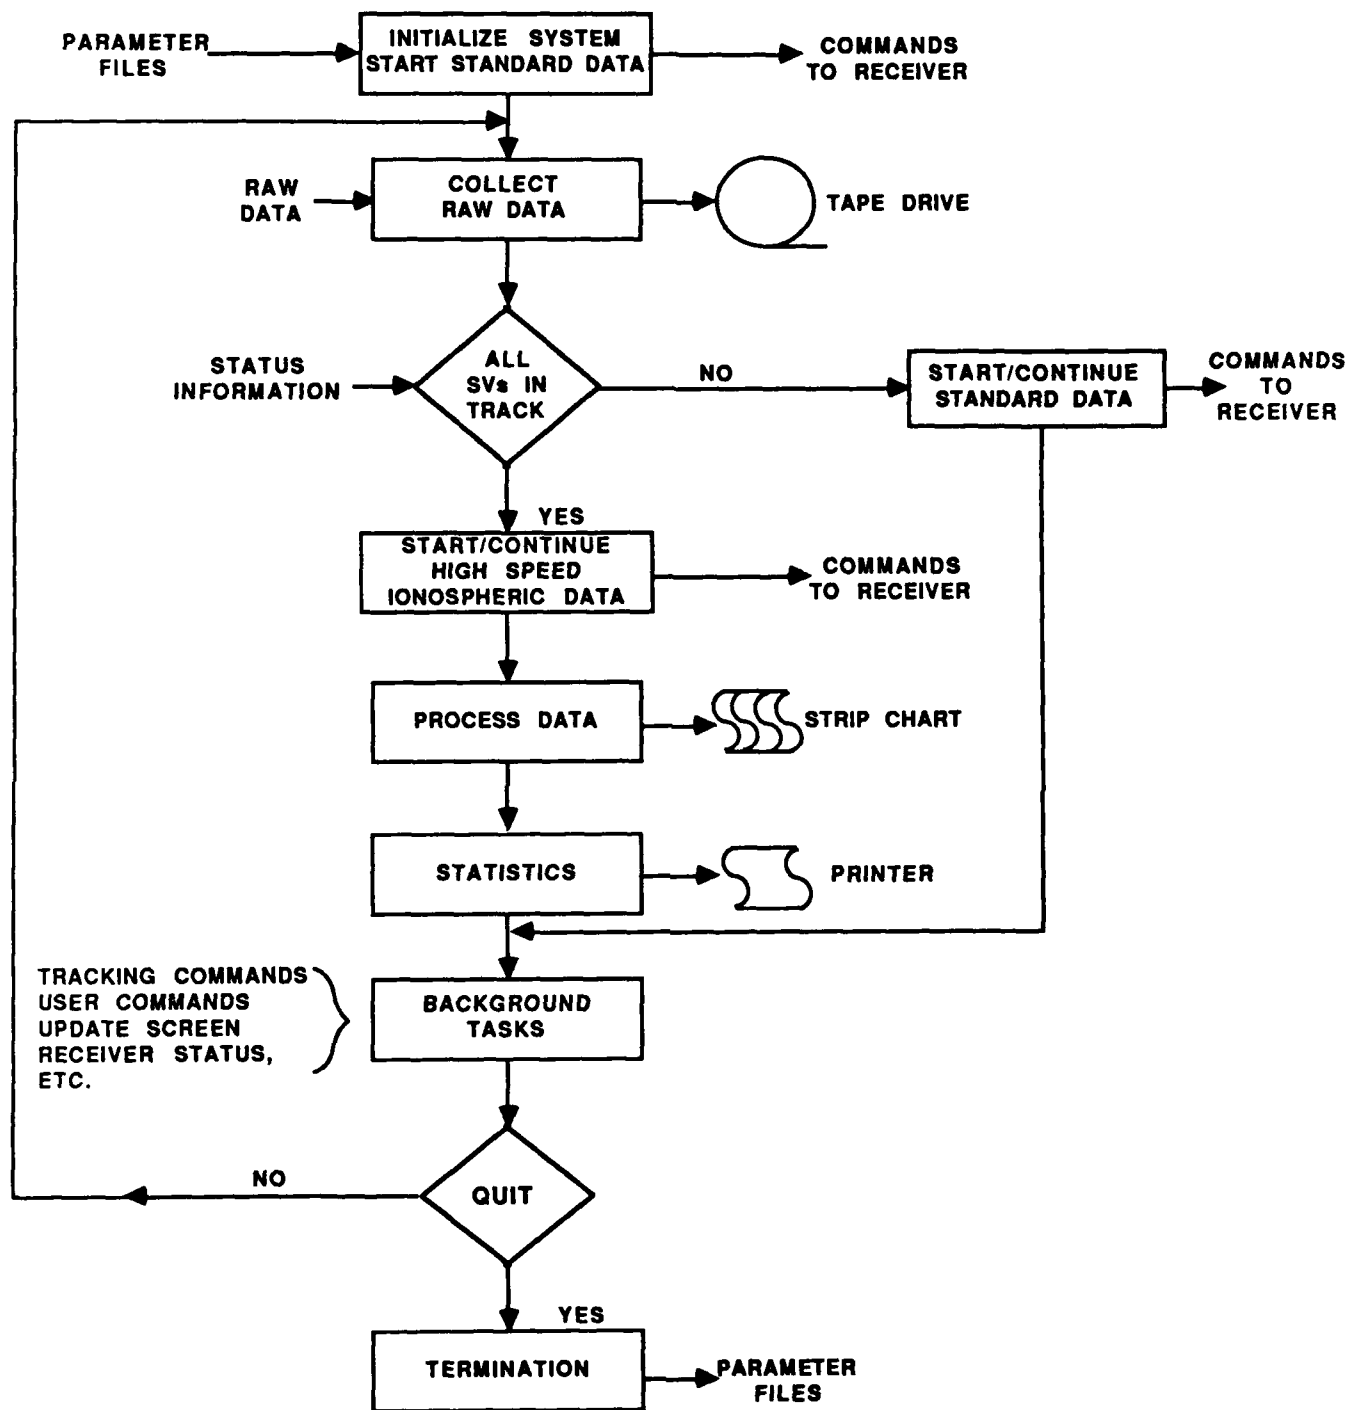 PARAMETER
FILES
INITIALIZE SYSTEM
START STANDARD DATA
COMMANDS
TO RECEIVER
RAW
DATA
COLLECT
RAW DATA
TAPE DRIVE
STATUS
INFORMATION
ALL
SVs IN
TRACK
NO
START/CONTINUE
STANDARD DATA
COMMANDS
TO
RECEIVER
YES
START/CONTINUE
HIGH SPEED
IONOSPHERIC DATA
COMMANDS
TO RECEIVER
PROCESS DATA
STRIP CHART
STATISTICS
PRINTER
TRACKING COMMANDS
USER COMMANDS
UPDATE SCREEN
RECEIVER STATUS,
ETC.
BACKGROUND
TASKS
NO
QUIT
YES
TERMINATION
PARAMETER
FILES